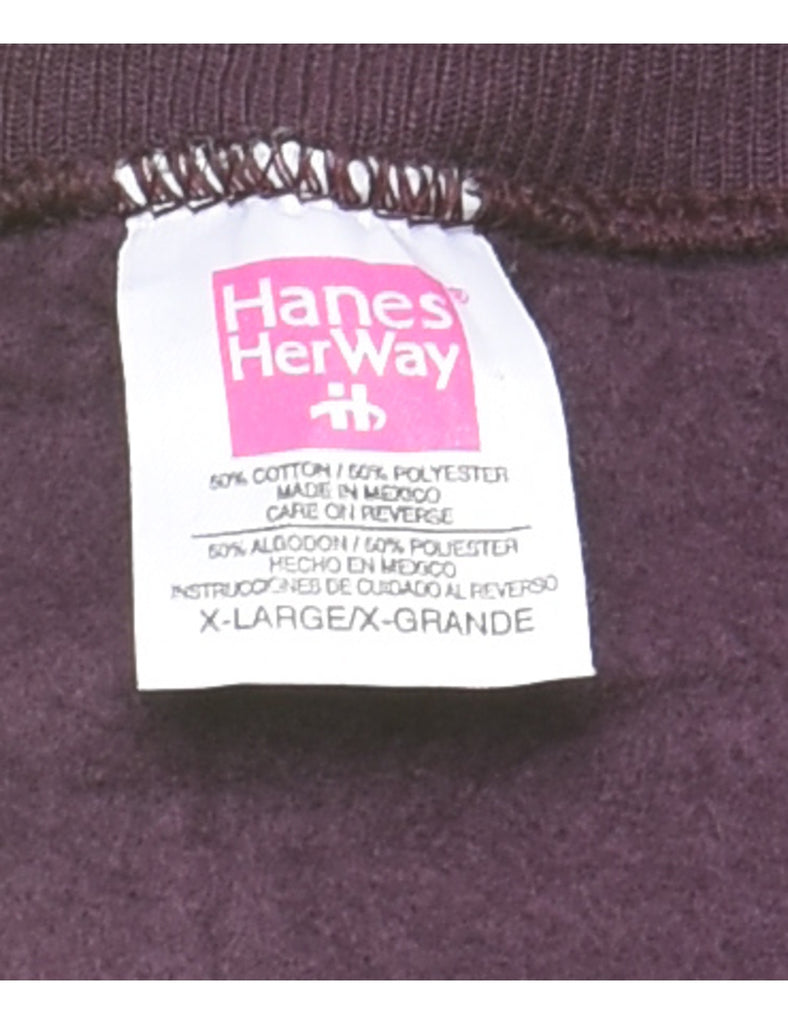 Hanes®
HerWay
50% COTTON / 50% POLYESTER
MADE IN MEXICO
CARE ON REVERSE
50% ALGODON / 50% POLIESTER
HECHO EN MEXICO
INSTRUCCIONES DE CUIDADO AL REVERSO
X-LARGE/X-GRANDE